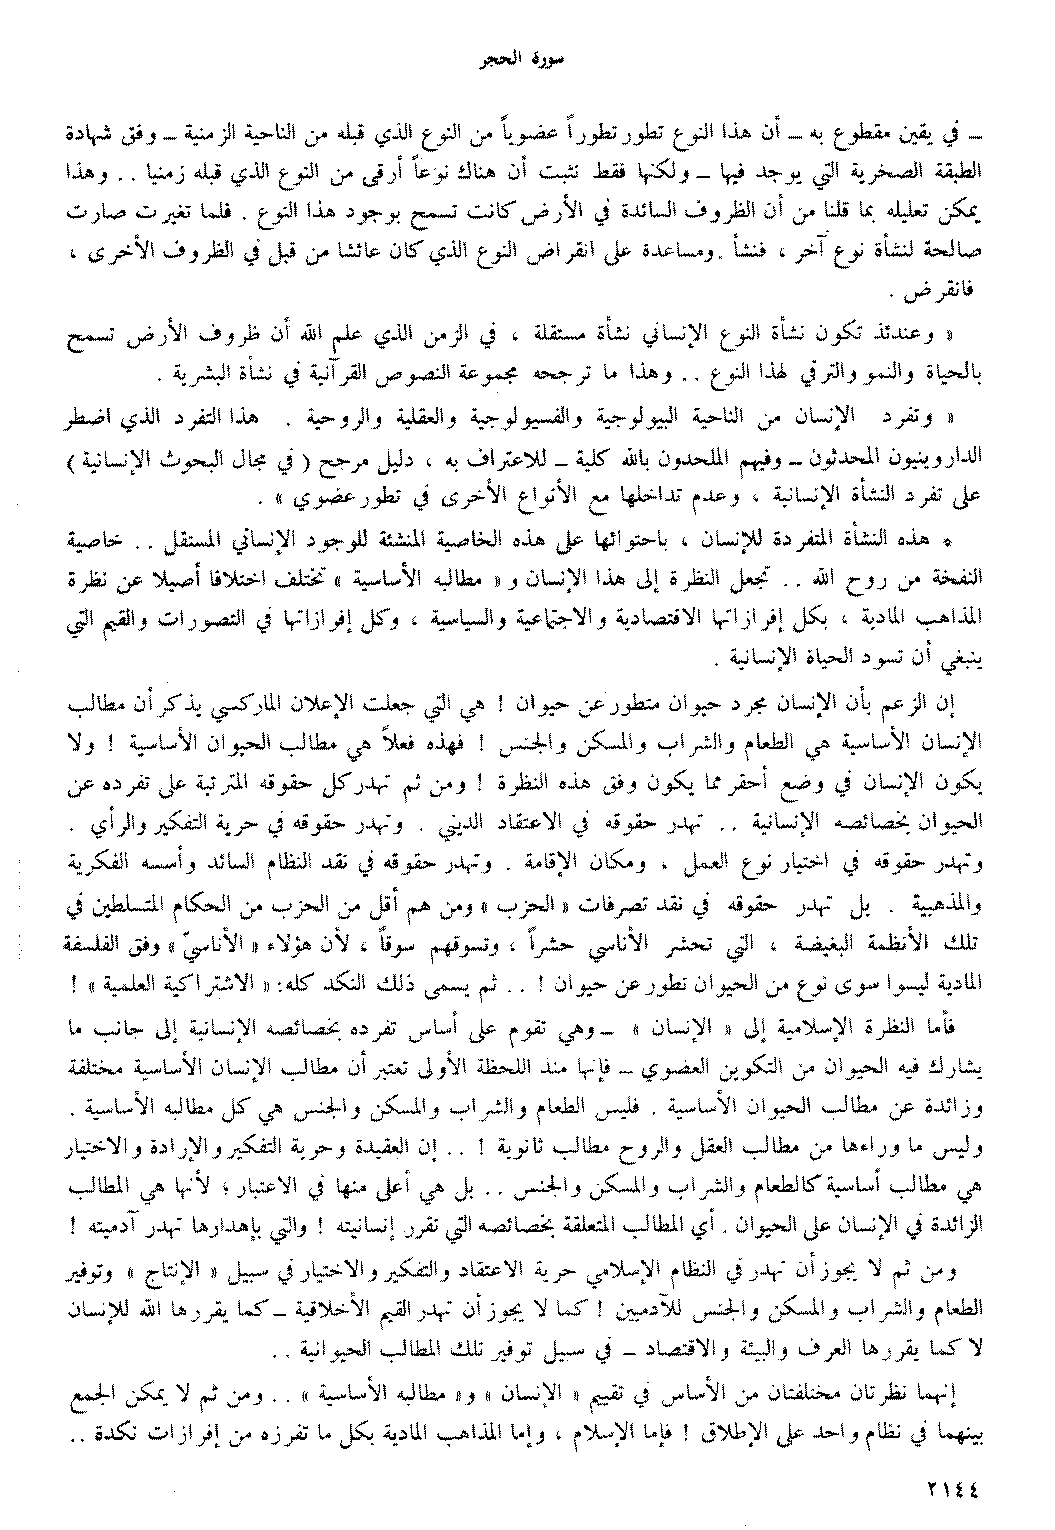 سورة الحجر
ـ في يقين مقطوع به ـ أن هذا النوع تطور تطوراً عضوياً من النوع الذي قبله من الناحية الزمنية ـ وفق شهادة
الطبقة الصخرية التي يوجد فيها ـ ولكنها فقط نثبت أن هناك نوعاً أرقى من النوع الذي قبله زمنيا .. وهذا
يمكن تعليله بما قلنا من أن الظروف السائدة في الأرض كانت تسمح بوجود هذا النوع . فلما تغيرت صارت
صالحة لنشأة نوع آخر ، فنشأ . ومساعدة على انقراض النوع الذي كان عائشا من قبل في الظروف الأخرى ،
فانقرض .
« وعندئذ تكون نشأة النوع الإنساني نشأة مستقلة ، في الزمن الذي علم الله أن ظروف الأرض تسمح
بالحياة والنمو والترقي لهذا النوع .. وهذا ما ترجحه مجموعة النصوص القرآنية في نشأة البشرية .
« وتفرد الإنسان من الناحية البيولوجية والفسيولوجية والعقلية والروحية . هذا التفرد الذي اضطر
الداروينيون المحدثون ـ وفيهم الملحدون بالله كلية ـ للاعتراف به ، دليل مرجح ( في مجال البحوث الإنسانية )
على تفرد النشأة الإنسانية ، وعدم تداخلها مع الأنواع الأخرى في تطور عضوي » .
* هذه النشأة المتفردة للإنسان ، باحتوائها على هذه الخاصية المنشئة للوجود الإنساني المستقل .. خاصية
النفخة من روح الله .. تجعل النظرة إلى هذا الإنسان و « مطالبه الأساسية » تختلف اختلافا أصيلا عن نظرة
المذاهب المادية ، بكل إفرازاتها الاقتصادية والاجتماعية والسياسية ، وكل إفرازاتها في التصورات والقيم التي
ينبغي أن تسود الحياة الإنسانية .
إن الزعم بأن الإنسان مجرد حيوان متطور عن حيوان ! هي التي جعلت الإعلان الماركسي يذكر أن مطالب
الإنسان الأساسية هي الطعام والشراب والمسكن والجنس ! فهذه فعلاً هي مطالب الحيوان الأساسية ! ولا
يكون الإنسان في وضع أحقر مما يكون وفق هذه النظرة ! ومن ثم تهدر كل حقوقه المترتبة على تفرده عن
الحيوان بخصائصه الإنسانية .. تهدر حقوقه في الاعتقاد الديني . وتهدر حقوقه في حرية التفكير والرأي .
وتهدر حقوقه في اختيار نوع العمل ، ومكان الإقامة . وتهدر حقوقه في نقد النظام السائد وأسسه الفكرية
والمذهبية . بل تهدر حقوقه في نقد تصرفات « الحزب » ومن هم أقل من الحزب من الحكام المتسلطين في
تلك الأنظمة البغيضة ، التي تحشر الأناسي حشراً ، وتسوقهم سوقاً ، لأن هؤلاء « الأناسيّ » وفق الفلسفة
المادية ليسوا سوى نوع من الحيوان تطور عن حيوان ! .. ثم يسمى ذلك النكد كله: « الاشتراكية العلمية » !
فأما النظرة الإسلامية إلى « الإنسان » ـ وهي تقوم على أساس تفرده بخصائصه الإنسانية إلى جانب ما
يشارك فيه الحيوان من التكوين العضوي ـ فإنها منذ اللحظة الأولى تعتبر أن مطالب الإنسان الأساسية مختلفة
وزائدة عن مطالب الحيوان الأساسية . فليس الطعام والشراب والمسكن والجنس هي كل مطالبه الأساسية .
وليس ما وراءها من مطالب العقل والروح مطالب ثانوية ! .. إن العقيدة وحرية التفكير والإرادة والاختيار
هي مطالب أساسية كالطعام والشراب والمسكن والجنس .. بل هي أعلى منها في الاعتبار ؛ لأنها هي المطالب
الزائدة في الإنسان على الحيوان . أي المطالب المتعلقة بخصائصه التي تقرر إنسانيته ! والتي بإهدارها تهدر آدميته !
ومن ثم لا يجوز أن تهدر في النظام الإسلامي حرية الاعتقاد والتفكير والاختيار في سبيل « الإنتاج » وتوفير
الطعام والشراب والمسكن والجنس للآدميين ! كما لا يجوز أن تهدر القيم الأخلاقية ـ كما يقررها الله للإنسان
لا كما يقررها العرف والبيئة والاقتصاد ـ في سبيل توفير تلك المطالب الحيوانية ..
إنهما نظرتان مختلفتان من الأساس في تقييم « الإنسان » و« مطالبه الأساسية » .. ومن ثم لا يمكن الجمع
بينهما في نظام واحد على الإطلاق ! فإما الإسلام ، وإما المذاهب المادية بكل ما تفرزه من إفرازات نكدة ..
٢١٤٤